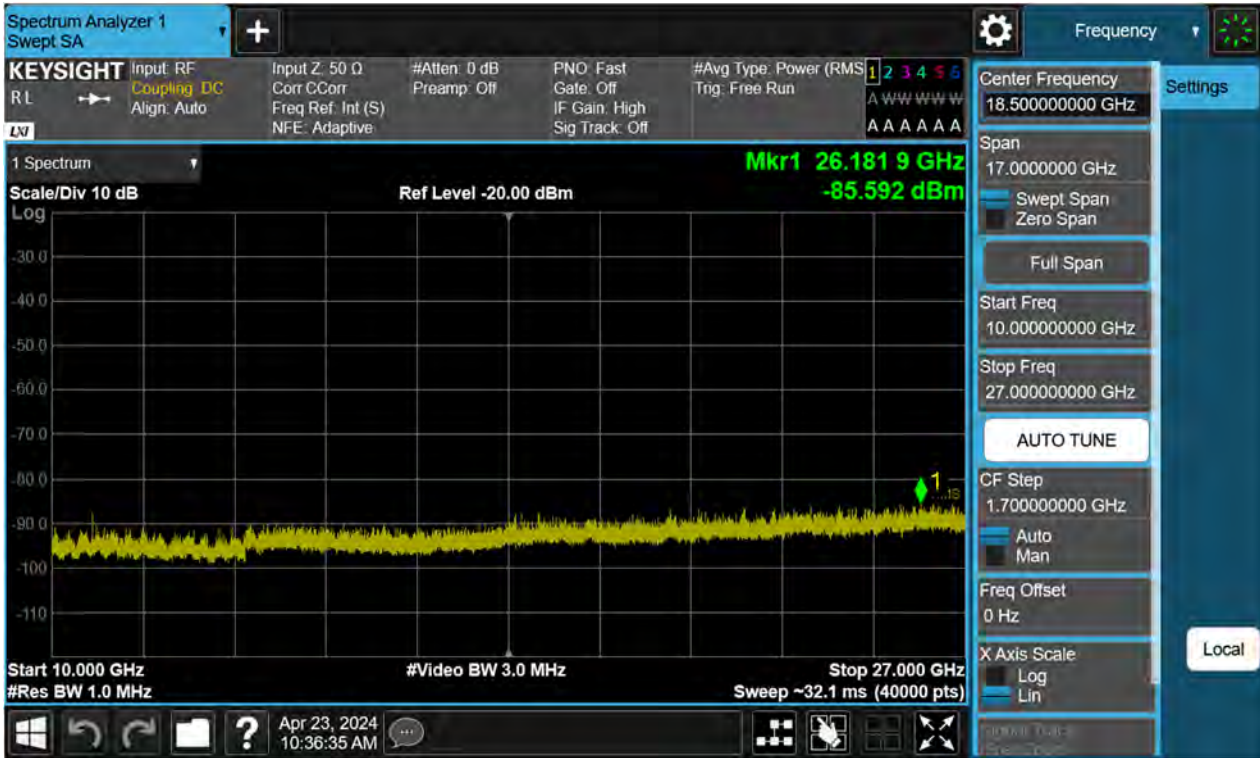 Spectrum Analyzer 1
Swept SA
Frequency
KEYSIGHT
Input: RF
Input Z: 50 Ω
#Atten: 0 dB
PNO: Fast
#Avg Type: Power (RMS
1 2 3 4 5 6
R L
Coupling: DC
Corr CCorr
Preamp: Off
Gate: Off
Trig: Free Run
Align: Auto
Freq Ref: Int (S)
IF Gain: High
A W W W W W
LXI
NFE: Adaptive
Sig Track: Off
A A A A A A
1 Spectrum
Mkr1 26.181 9 GHz
Scale/Div 10 dB
Ref Level -20.00 dBm
-85.592 dBm
Log
-30.0
-40.0
-50.0
-60.0
-70.0
-80.0
-90.0
-100
-110
1
Start 10.000 GHz
#Video BW 3.0 MHz
Stop 27.000 GHz
#Res BW 1.0 MHz
Sweep ~32.1 ms (40000 pts)
Center Frequency
18.500000000 GHz
Settings
Span
17.0000000 GHz
Swept Span
Zero Span
Full Span
Start Freq
10.000000000 GHz
Stop Freq
27.000000000 GHz
AUTO TUNE
CF Step
1.700000000 GHz
Auto
Man
Freq Offset
0 Hz
X Axis Scale
Log
Lin
Local
?
Apr 23, 2024
10:36:35 AM